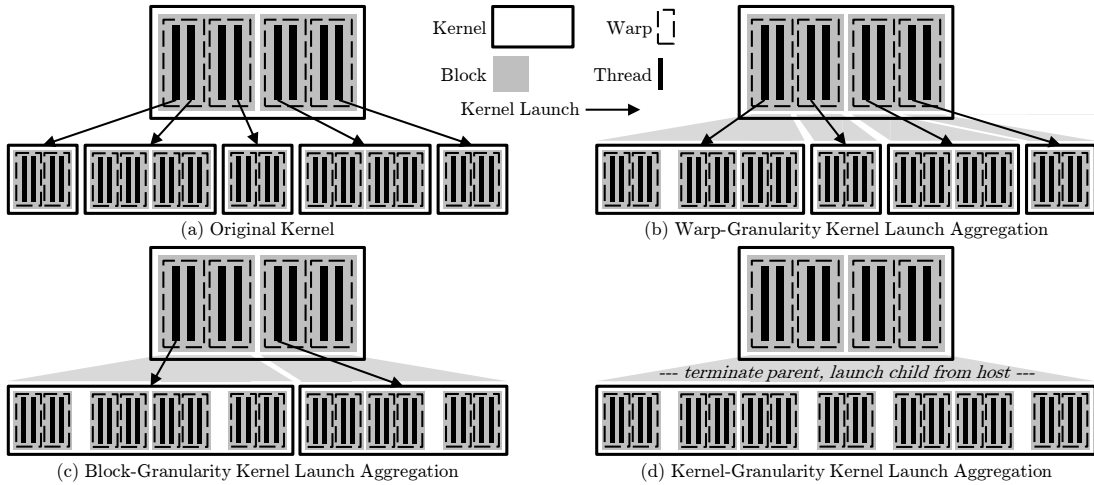 Kernel
Warp
Block
Thread
Kernel Launch
(a) Original Kernel
(b) Warp-Granularity Kernel Launch Aggregation
--- terminate parent, launch child from host ---
(c) Block-Granularity Kernel Launch Aggregation
(d) Kernel-Granularity Kernel Launch Aggregation